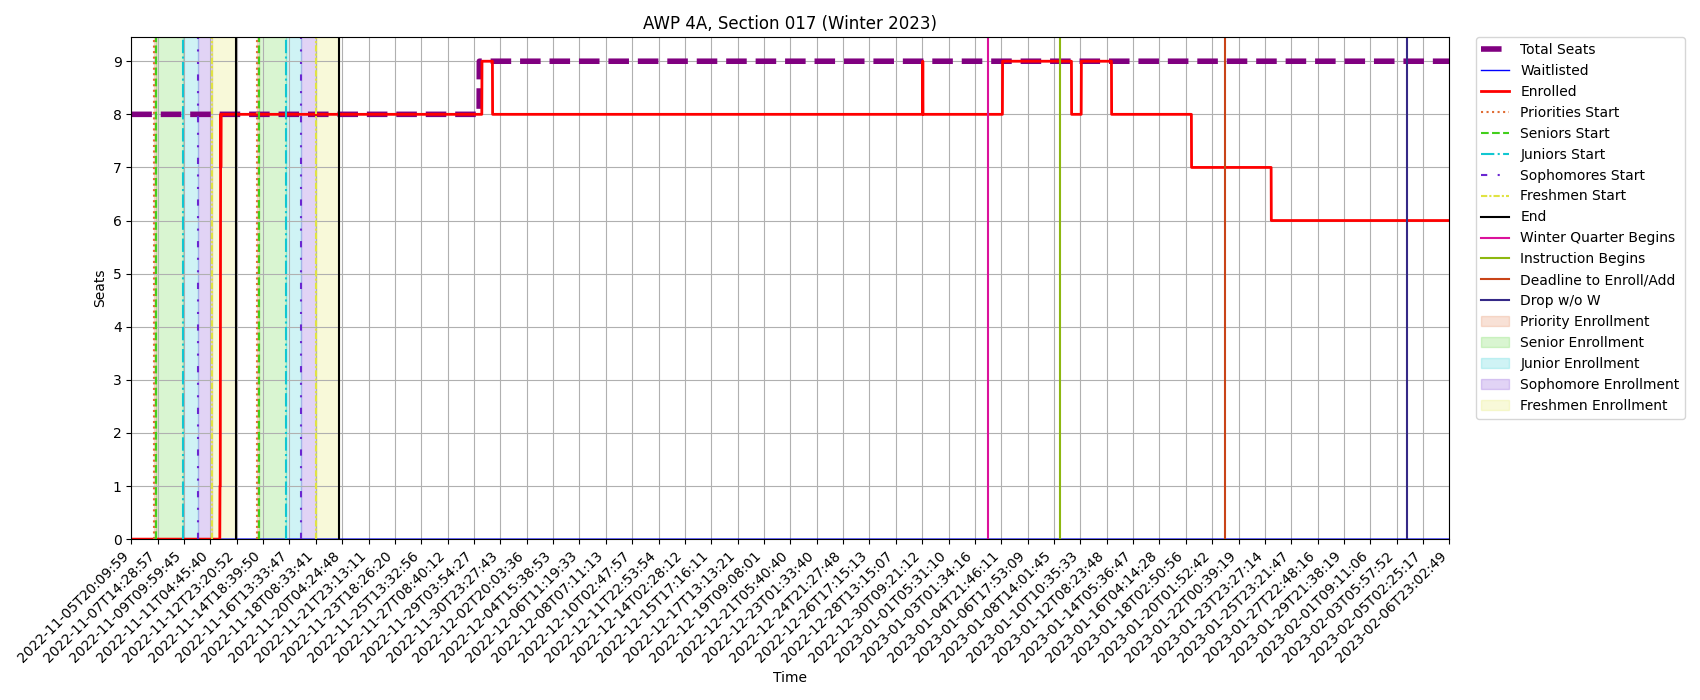 AWP 4A, Section 017 (Winter 2023)
9
8
7
6
5
4
3
2
1
0
Seats
2022-11-05T20:09:59
2022-11-07T14:28:57
2022-11-09T09:59:45
2022-11-11T04:45:40
2022-11-12T23:20:52
2022-11-14T18:39:50
2022-11-16T13:33:47
2022-11-18T08:33:41
2022-11-20T04:24:48
2022-11-21T23:13:11
2022-11-23T18:26:20
2022-11-25T13:32:56
2022-11-27T08:40:12
2022-11-29T03:54:27
2022-11-30T23:27:43
2022-12-02T20:03:36
2022-12-04T15:38:53
2022-12-06T11:19:33
2022-12-08T07:11:13
2022-12-10T02:47:57
2022-12-11T22:53:54
2022-12-14T02:28:12
2022-12-15T17:16:11
2022-12-17T13:13:21
2022-12-19T09:08:01
2022-12-21T05:40:40
2022-12-23T01:33:40
2022-12-24T21:27:48
2022-12-26T17:15:13
2022-12-28T13:15:07
2022-12-30T09:21:12
2023-01-01T05:31:10
2023-01-03T01:34:16
2023-01-04T21:46:11
2023-01-06T17:53:09
2023-01-08T14:01:45
2023-01-10T10:35:33
2023-01-12T08:23:48
2023-01-14T05:36:47
2023-01-16T04:14:28
2023-01-18T02:50:56
2023-01-20T01:52:42
2023-01-22T00:39:19
2023-01-23T23:27:14
2023-01-25T23:21:47
2023-01-27T22:48:16
2023-01-29T21:38:19
2023-02-01T09:11:06
2023-02-03T05:57:52
2023-02-05T02:25:17
2023-02-06T23:02:49
Time
Total Seats
Waitlisted
Enrolled
Priorities Start
Seniors Start
Juniors Start
Sophomores Start
Freshmen Start
End
Winter Quarter Begins
Instruction Begins
Deadline to Enroll/Add
Drop w/o W
Priority Enrollment
Senior Enrollment
Junior Enrollment
Sophomore Enrollment
Freshmen Enrollment